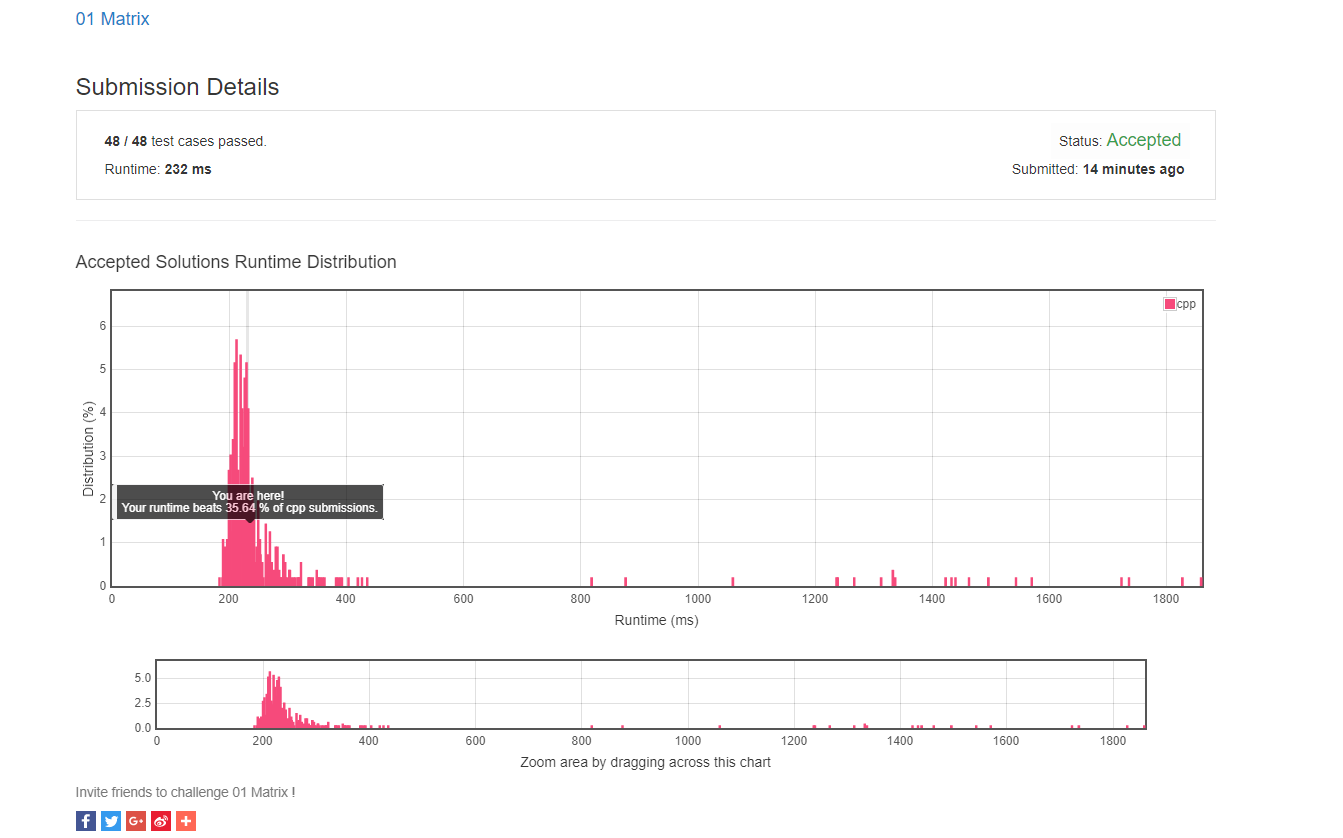 01 Matrix
Submission Details
48 / 48 test cases passed.
Status: Accepted
Runtime: 232 ms
Submitted: 14 minutes ago
Accepted Solutions Runtime Distribution
cpp
6
5
4
3
2
1
0
Distribution (%)
You are here!
Your runtime beats 35.64 % of cpp submissions.
0 200 400 600 800 1000 1200 1400 1600 1800
Runtime (ms)
5.0
2.5
0.0
0 200 400 600 800 1000 1200 1400 1600 1800
Zoom area by dragging across this chart
Invite friends to challenge 01 Matrix !
f G+ +